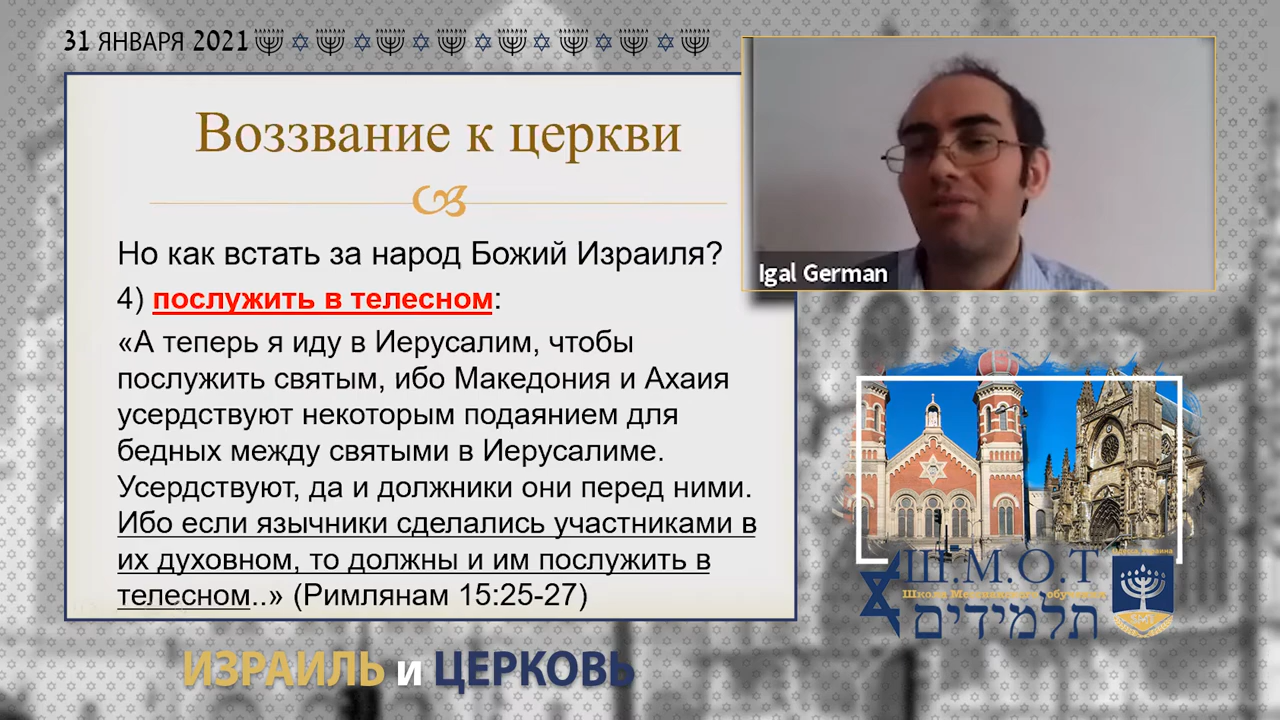 31 ЯНВАРЯ 2021
Воззвание к церкви
Но как встать за народ Божий Израиля?
4) послужить в телесном:
«А теперь я иду в Иерусалим, чтобы
послужить святым, ибо Македония и Ахаия
усердствуют некоторым подаянием для
бедных между святыми в Иерусалиме.
Усердствуют, да и должники они перед ними.
Ибо если язычники сделались участниками в
их духовном, то должны и им послужить в
телесном..» (Римлянам 15:25-27)
Igal German
Ш.М.О.Т
Школа Мессианского обучения
תלמידים
ИЗРАИЛЬ и ЦЕРКОВЬ